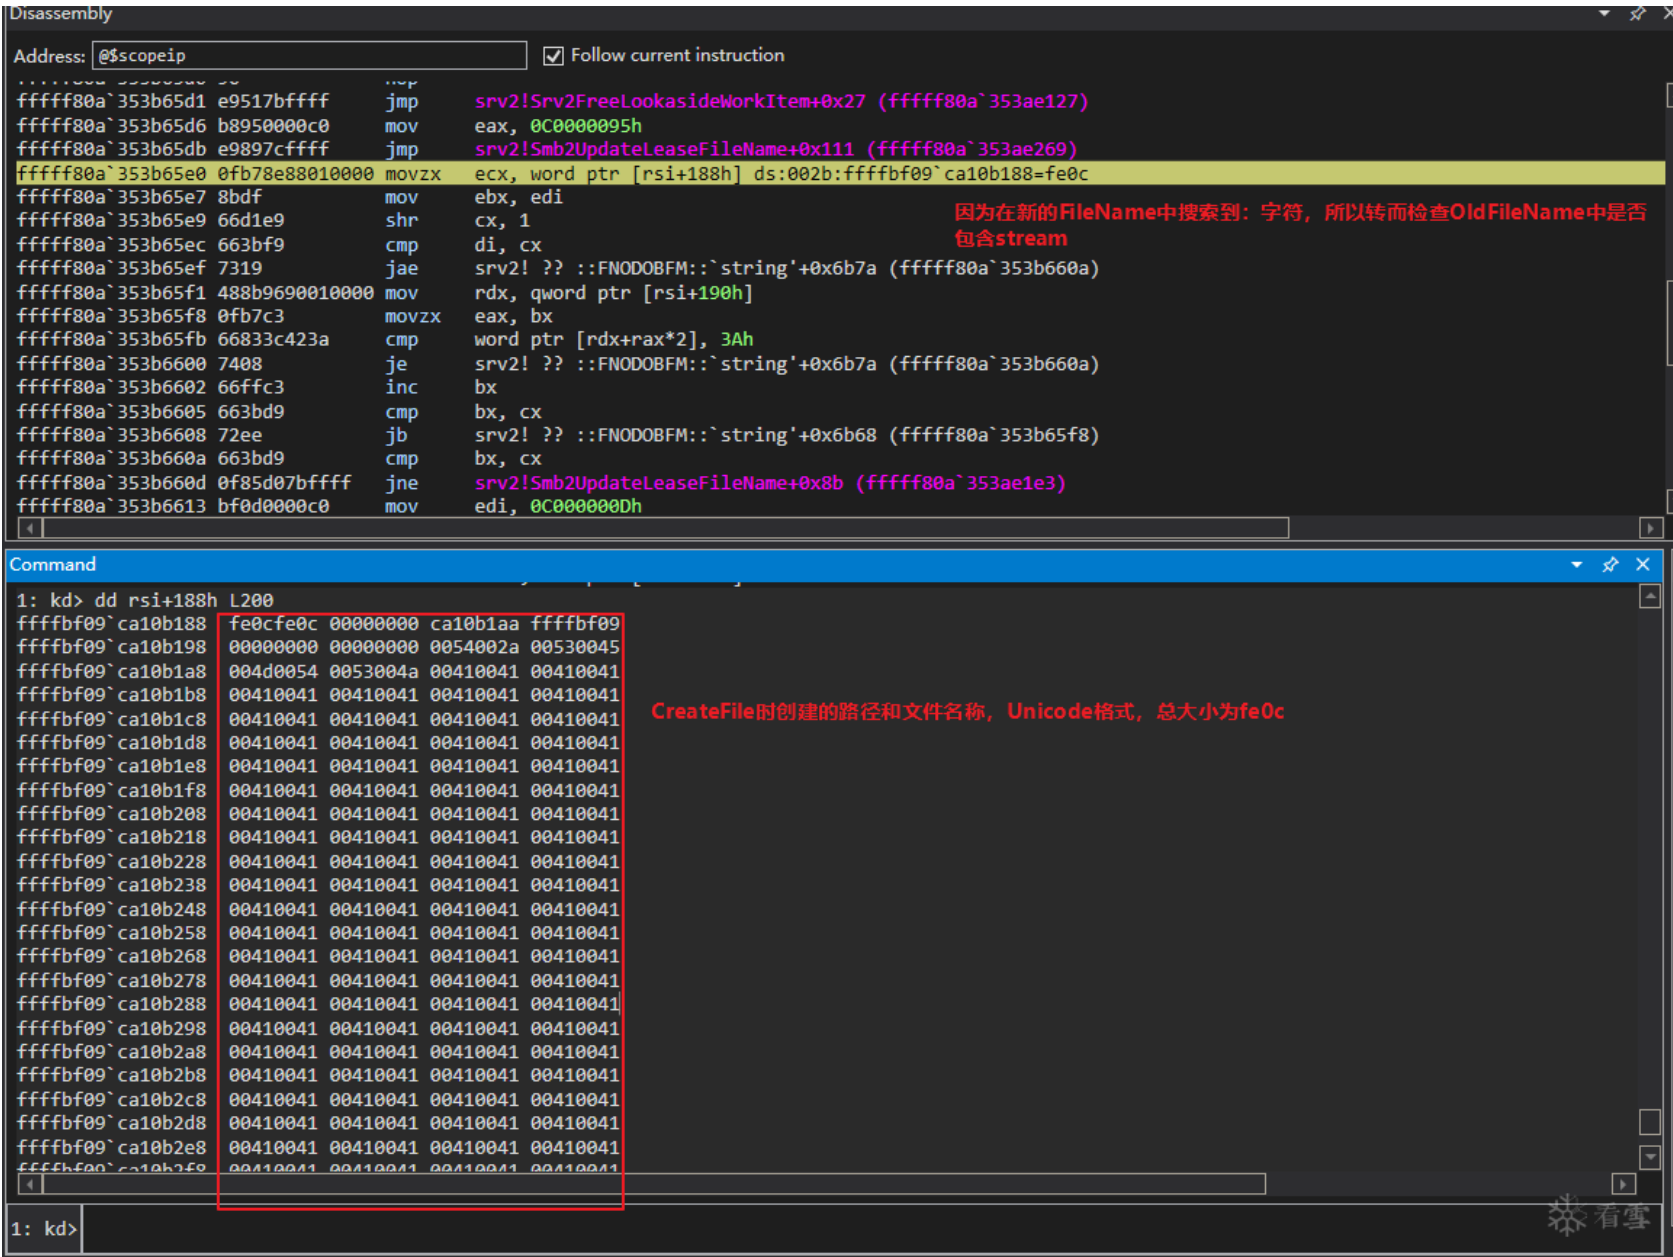 Disassembly
Address: @$scopeip Follow current instruction
fffff80a`353b65d1 e9517bffff jmp srv2!Srv2FreeLookasideWorkItem+0x27 (fffff80a`353ae127)
fffff80a`353b65d6 b8950000c0 mov eax, 0C0000095h
fffff80a`353b65db e9897cffff jmp srv2!Smb2UpdateLeaseFileName+0x111 (fffff80a`353ae269)
fffff80a`353b65e0 0fb78e88010000 movzx ecx, word ptr [rsi+188h] ds:002b:ffffbf09`ca10b188=fe0c
fffff80a`353b65e7 8bdf mov ebx, edi
fffff80a`353b65e9 66d1e9 shr cx, 1
因为在新的FileName中搜索到：字符，所以转而检查OldFileName中是否
包含stream
fffff80a`353b65ec 663bf9 cmp di, cx
fffff80a`353b65ef 7319 jae srv2! ?? ::FNODOBFM::`string'+0x6b7a (fffff80a`353b660a)
fffff80a`353b65f1 488b9690010000 mov rdx, qword ptr [rsi+190h]
fffff80a`353b65f8 0fb7c3 movzx eax, bx
fffff80a`353b65fb 66833c423a cmp word ptr [rdx+rax*2], 3Ah
fffff80a`353b6600 7408 je srv2! ?? ::FNODOBFM::`string'+0x6b7a (fffff80a`353b660a)
fffff80a`353b6602 66ffc3 inc bx
fffff80a`353b6605 663bd9 cmp bx, cx
fffff80a`353b6608 72ee jb srv2! ?? ::FNODOBFM::`string'+0x6b68 (fffff80a`353b65f8)
fffff80a`353b660a 663bd9 cmp bx, cx
fffff80a`353b660d 0f85d07bffff jne srv2!Smb2UpdateLeaseFileName+0x8b (fffff80a`353ae1e3)
fffff80a`353b6613 bf0d0000c0 mov edi, 0C000000Dh
Command
1: kd> dd rsi+188h L200
ffffbf09`ca10b188 fe0cfe0c 00000000 ca10b1aa ffffbf09
ffffbf09`ca10b198 00000000 00000000 0054002a 00530045
ffffbf09`ca10b1a8 004d0054 0053004a 00410041 00410041
ffffbf09`ca10b1b8 00410041 00410041 00410041 00410041
CreateFile时创建的路径和文件名称，Unicode格式，总大小为fe0c
ffffbf09`ca10b1c8 00410041 00410041 00410041 00410041
ffffbf09`ca10b1d8 00410041 00410041 00410041 00410041
ffffbf09`ca10b1e8 00410041 00410041 00410041 00410041
ffffbf09`ca10b1f8 00410041 00410041 00410041 00410041
ffffbf09`ca10b208 00410041 00410041 00410041 00410041
ffffbf09`ca10b218 00410041 00410041 00410041 00410041
ffffbf09`ca10b228 00410041 00410041 00410041 00410041
ffffbf09`ca10b238 00410041 00410041 00410041 00410041
ffffbf09`ca10b248 00410041 00410041 00410041 00410041
ffffbf09`ca10b258 00410041 00410041 00410041 00410041
ffffbf09`ca10b268 00410041 00410041 00410041 00410041
ffffbf09`ca10b278 00410041 00410041 00410041 00410041
ffffbf09`ca10b288 00410041 00410041 00410041 00410041
ffffbf09`ca10b298 00410041 00410041 00410041 00410041
ffffbf09`ca10b2a8 00410041 00410041 00410041 00410041
ffffbf09`ca10b2b8 00410041 00410041 00410041 00410041
ffffbf09`ca10b2c8 00410041 00410041 00410041 00410041
ffffbf09`ca10b2d8 00410041 00410041 00410041 00410041
ffffbf09`ca10b2e8 00410041 00410041 00410041 00410041
ffffbf09`ca10b2f8 00410041 00410041 00410041 00410041
1: kd>
看雪